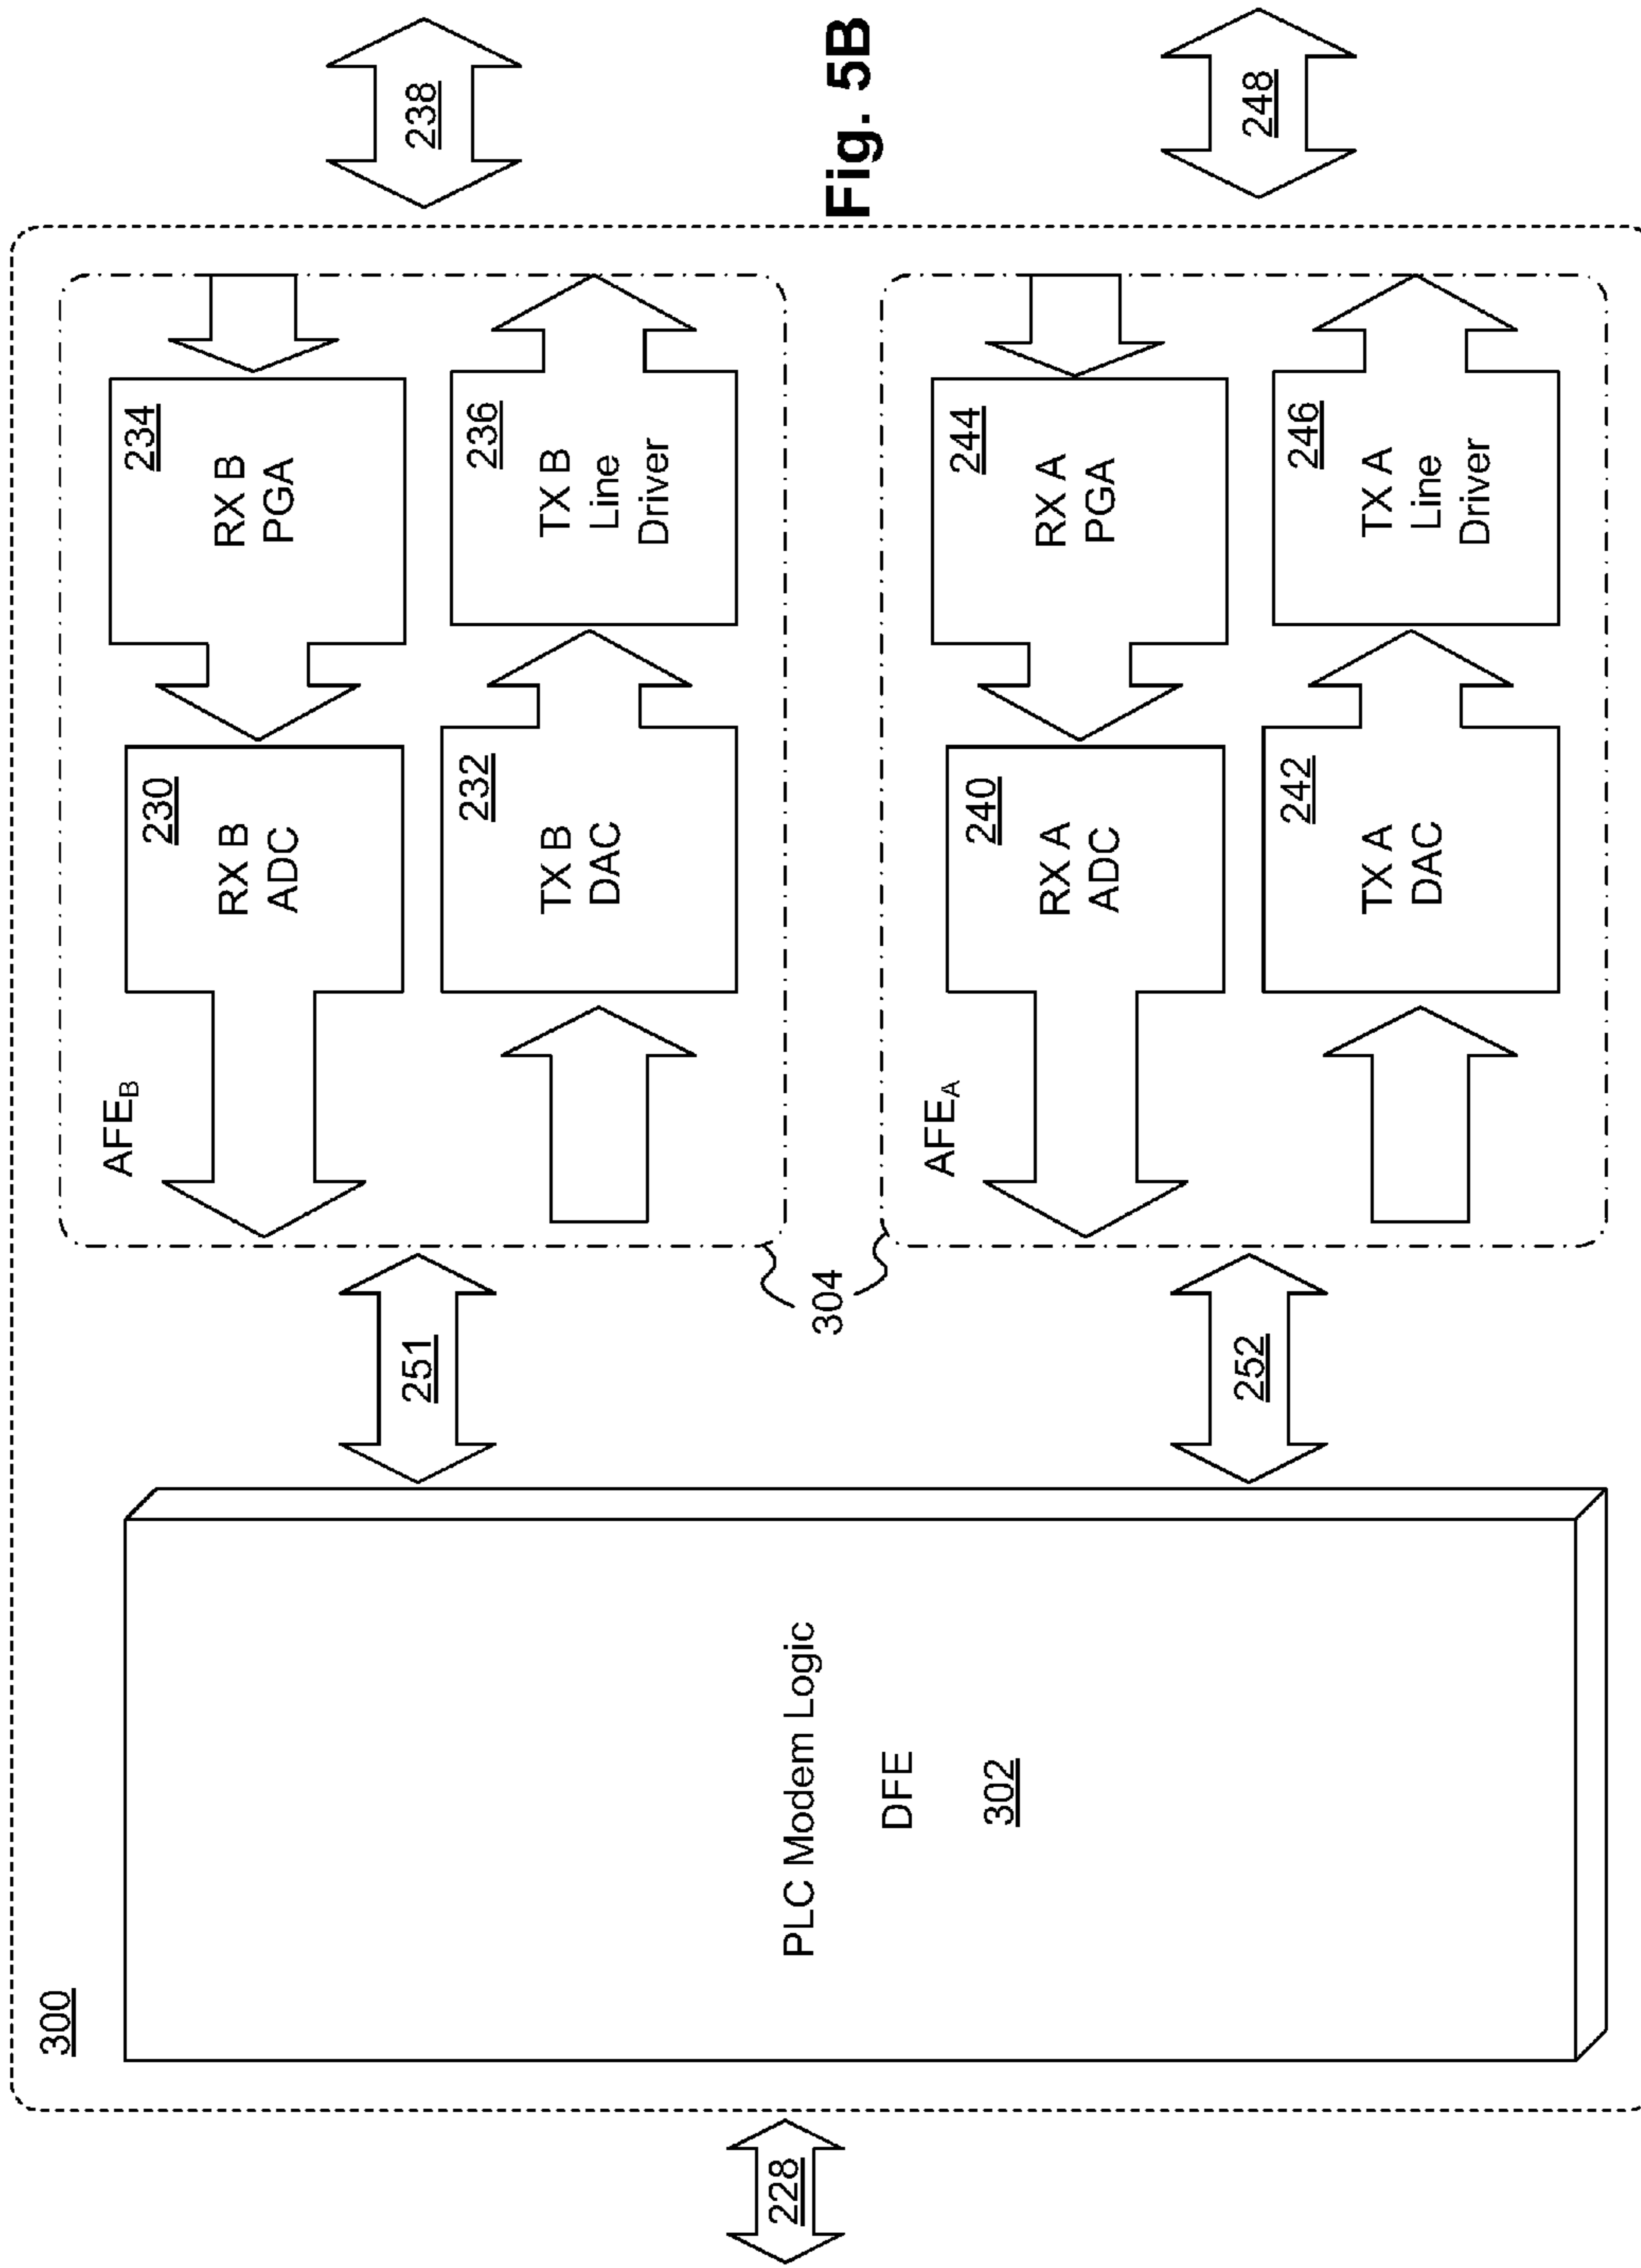 300
228
PLC Modem Logic
DFE
302
251
252
304
AFEB
230
RX B
ADC
234
RX B
PGA
232
TX B
DAC
236
TX B
Line
Driver
AFEA
240
RX A
ADC
244
RX A
PGA
242
TX A
DAC
246
TX A
Line
Driver
238
248
Fig. 5B